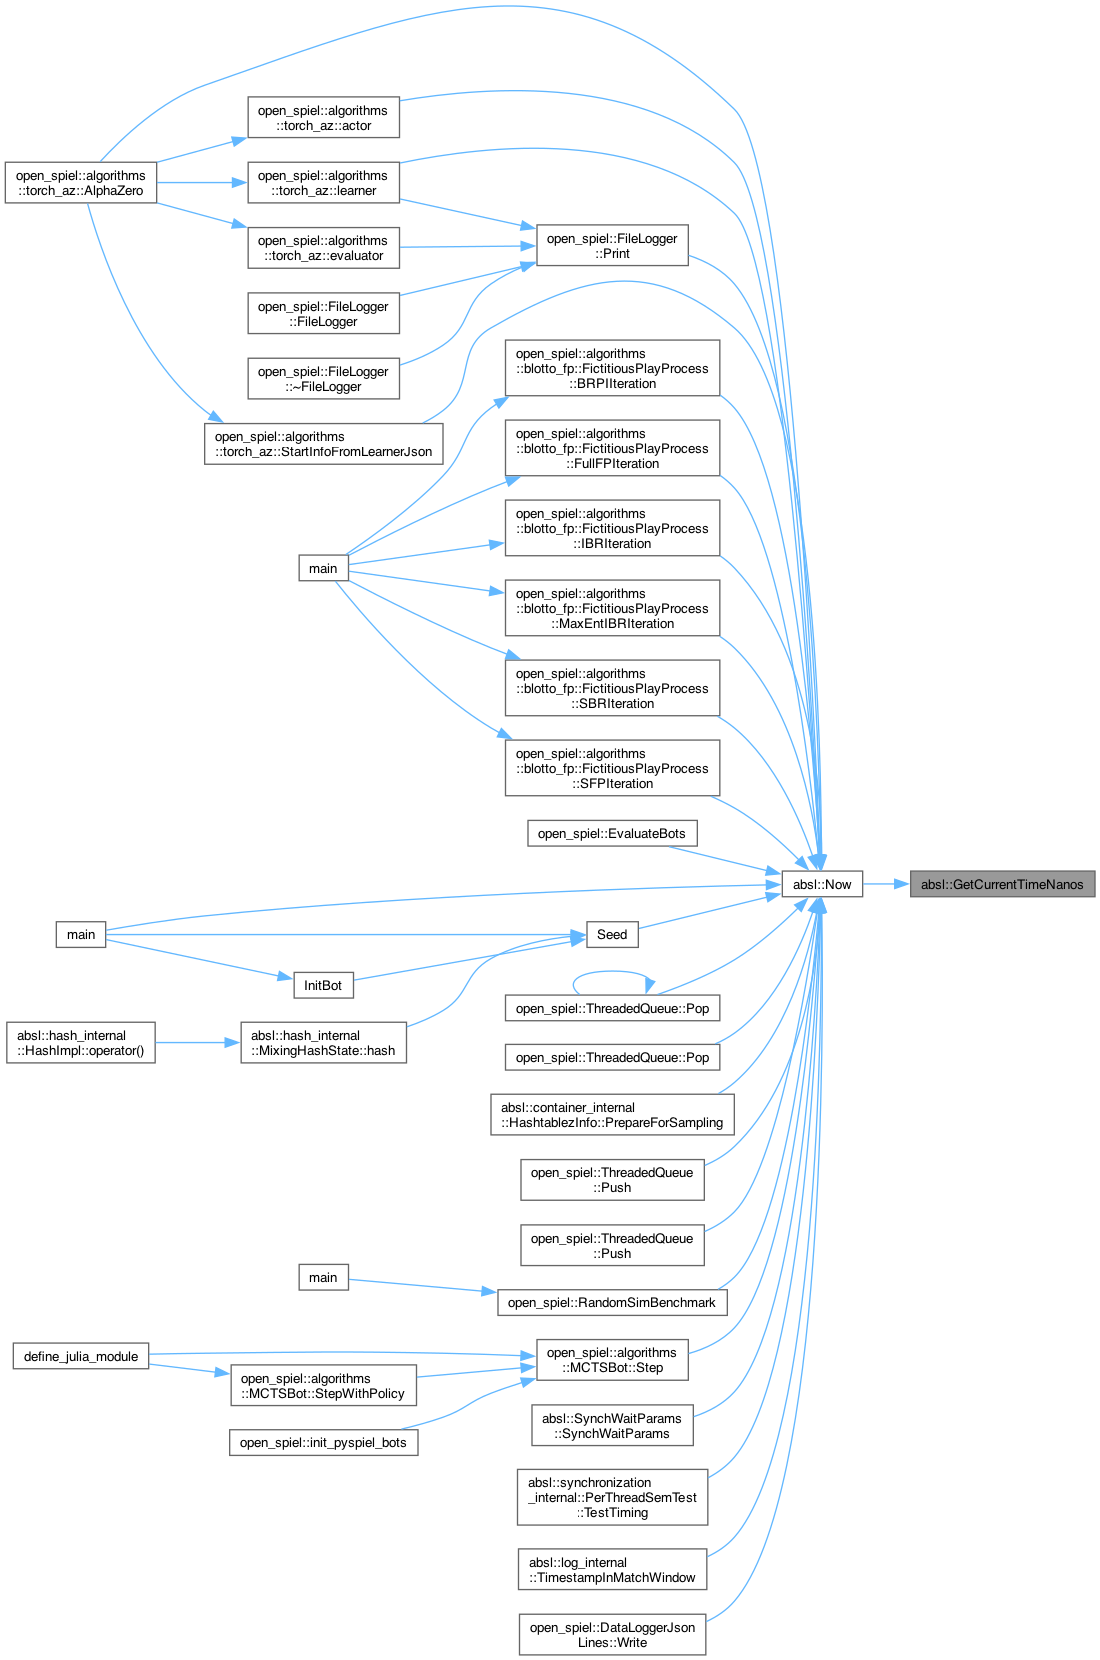 open_spiel::algorithms
::torch_az::actor
open_spiel::algorithms
::torch_az::AlphaZero
open_spiel::algorithms
::torch_az::learner
open_spiel::FileLogger
::Print
open_spiel::algorithms
::torch_az::evaluator
open_spiel::FileLogger
::FileLogger
open_spiel::FileLogger
::~FileLogger
open_spiel::algorithms
::torch_az::StartInfoFromLearnerJson
open_spiel::algorithms
::blotto_fp::FictitiousPlayProcess
::BRPIIteration
open_spiel::algorithms
::blotto_fp::FictitiousPlayProcess
::FullFPIteration
open_spiel::algorithms
::blotto_fp::FictitiousPlayProcess
::IBRIteration
main
open_spiel::algorithms
::blotto_fp::FictitiousPlayProcess
::MaxEntIBRIteration
open_spiel::algorithms
::blotto_fp::FictitiousPlayProcess
::SBRIteration
open_spiel::algorithms
::blotto_fp::FictitiousPlayProcess
::SFPIteration
open_spiel::EvaluateBots
absl::Now
absl::GetCurrentTimeNanos
main
Seed
InitBot
open_spiel::ThreadedQueue::Pop
absl::hash_internal
::HashImpl::operator()
absl::hash_internal
::MixingHashState::hash
open_spiel::ThreadedQueue::Pop
absl::container_internal
::HashtablezInfo::PrepareForSampling
open_spiel::ThreadedQueue
::Push
open_spiel::ThreadedQueue
::Push
main
open_spiel::RandomSimBenchmark
define_julia_module
open_spiel::algorithms
::MCTSBot::Step
open_spiel::algorithms
::MCTSBot::StepWithPolicy
open_spiel::init_pyspiel_bots
absl::SynchWaitParams
::SynchWaitParams
absl::synchronization
_internal::PerThreadSemTest
::TestTiming
absl::log_internal
::TimestampInMatchWindow
open_spiel::DataLoggerJson
Lines::Write